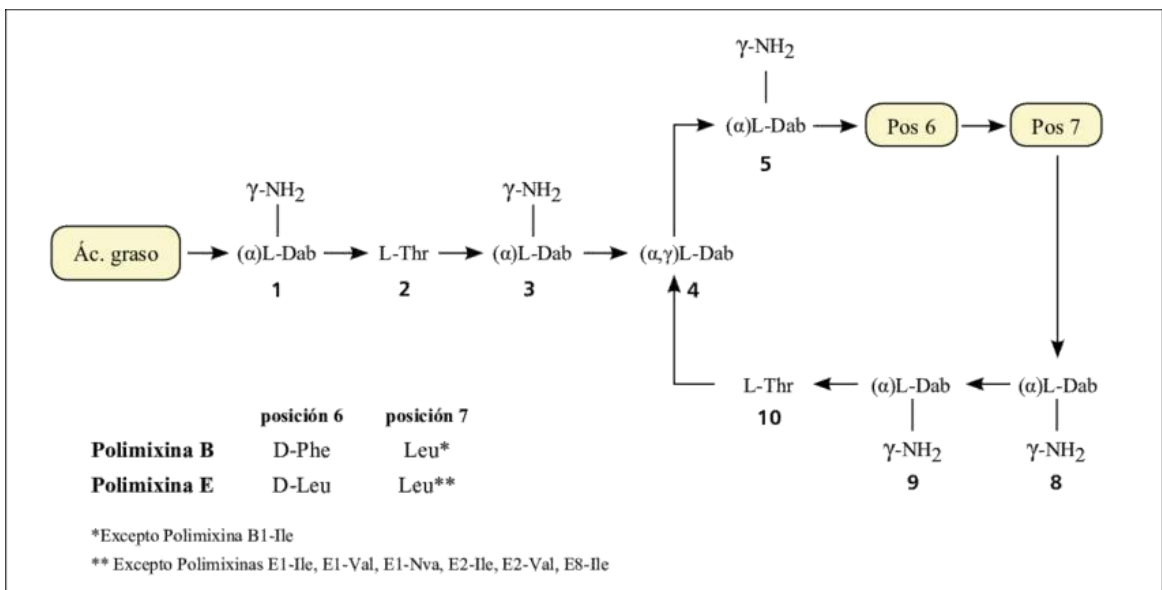 γ-NH2
(α)L-Dab
5
Pos 6
Pos 7
γ-NH2
γ-NH2
Ác. graso
(α)L-Dab
L-Thr
(α)L-Dab
(α,γ)L-Dab
1
2
3
4
L-Thr
(α)L-Dab
(α)L-Dab
10
γ-NH2
γ-NH2
9
8
posición 6 posición 7
Polimixina B D-Phe Leu*
Polimixina E D-Leu Leu**
*Excepto Polimixina B1-Ile
** Excepto Polimixinas E1-Ile, E1-Val, E1-Nva, E2-Ile, E2-Val, E8-Ile